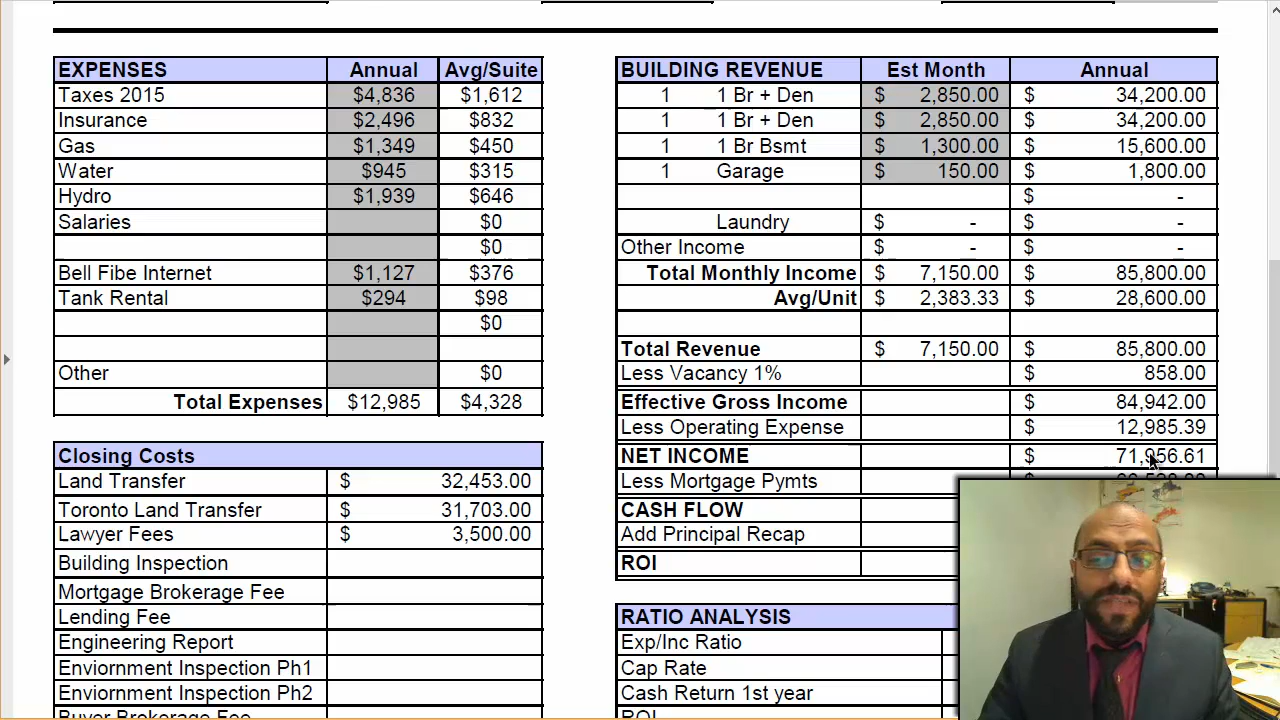 EXPENSES Annual Avg/Suite
Taxes 2015 $4,836 $1,612
Insurance $2,496 $832
Gas $1,349 $450
Water $945 $315
Hydro $1,939 $646
Salaries $0
$0
Bell Fibe Internet $1,127 $376
Tank Rental $294 $98
$0
Other $0
Total Expenses $12,985 $4,328
Closing Costs
Land Transfer $ 32,453.00
Toronto Land Transfer $ 31,703.00
Lawyer Fees $ 3,500.00
Building Inspection
Mortgage Brokerage Fee
Lending Fee
Engineering Report
Enviornment Inspection Ph1
Enviornment Inspection Ph2
Buyer Brokerage Fee
BUILDING REVENUE Est Month Annual
1 1 Br + Den $ 2,850.00 $ 34,200.00
1 1 Br + Den $ 2,850.00 $ 34,200.00
1 1 Br Bsmt $ 1,300.00 $ 15,600.00
1 Garage $ 150.00 $ 1,800.00
$ -
Laundry $ - $ -
Other Income $ - $ -
Total Monthly Income $ 7,150.00 $ 85,800.00
Avg/Unit $ 2,383.33 $ 28,600.00
Total Revenue $ 7,150.00 $ 85,800.00
Less Vacancy 1% $ 858.00
Effective Gross Income $ 84,942.00
Less Operating Expense $ 12,985.39
NET INCOME $ 71,956.61
Less Mortgage Pymts
CASH FLOW
Add Principal Recap
ROI
RATIO ANALYSIS
Exp/Inc Ratio
Cap Rate
Cash Return 1st year
ROI